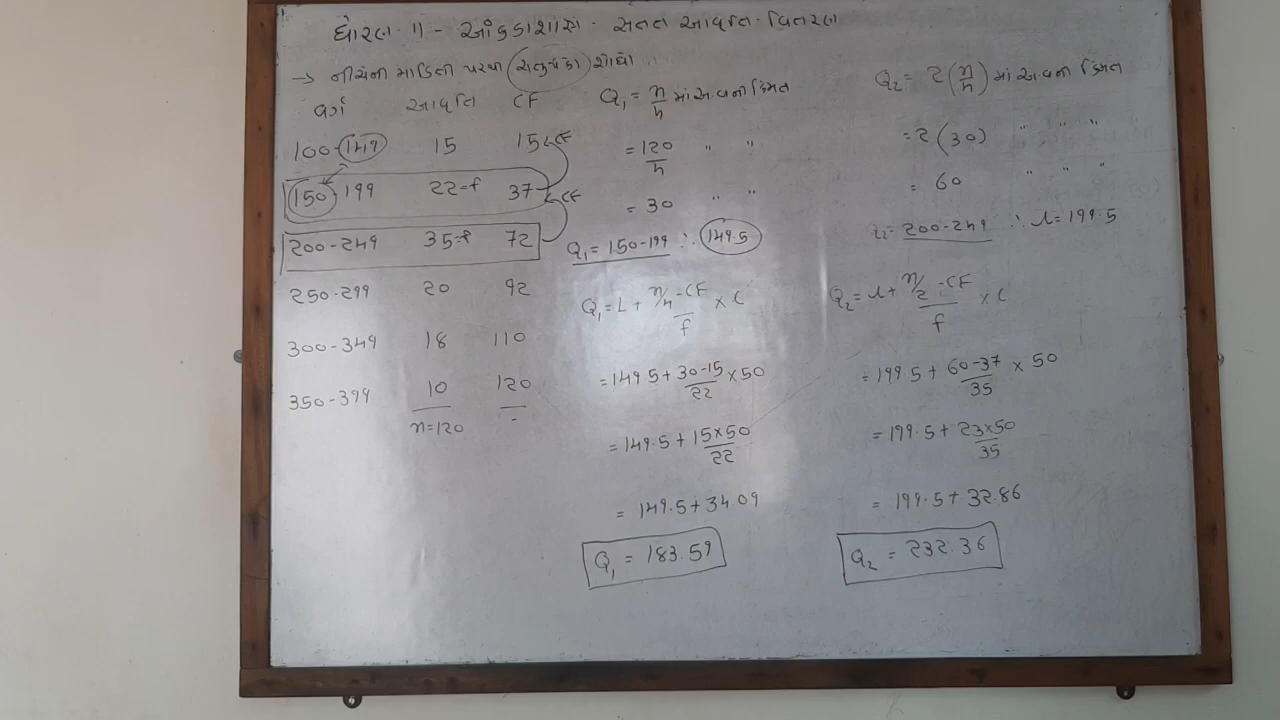 ધોરણ 11 - આંકડાશાસ્ત્ર - સતત આવૃત્તિ - વિતરણ
→ નીચેની માહિતી પરથી ચતુર્થકો શોધો
વર્ગ આવૃત્તિ CF
100-149 15 15 CF
150 199 22=f 37 CF
200-249 35=f 72
250-299 20 92
300-349 18 110
350-399 10 120
n=120 -
Q₁ = n/4 માં અવ.ની કિંમત
= 120/4 " "
= 30 " "
Q₁ = 150-199 ∴ 149.5
Q₁ = L + (n/4 - CF)/f × C
= 149.5 + (30-15)/22 × 50
= 149.5 + (15×50)/22
= 149.5 + 34.09
Q₁ = 183.59
Q₂ = 2(n/4) માં અવ.ની કિંમત
= 2(30) " " "
= 60 " " "
Q₂ = 200-249 ∴ L = 199.5
Q₂ = L + (n/2 - CF)/f × C
= 199.5 + (60-37)/35 × 50
= 199.5 + (23×50)/35
= 199.5 + 32.86
Q₂ = 232.36